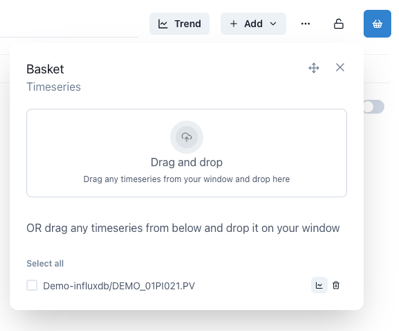 Trend
Add
Basket
Timeseries
Drag and drop
Drag any timeseries from your window and drop here
OR drag any timeseries from below and drop it on your window
Select all
Demo-influxdb/DEMO_01PI021.PV